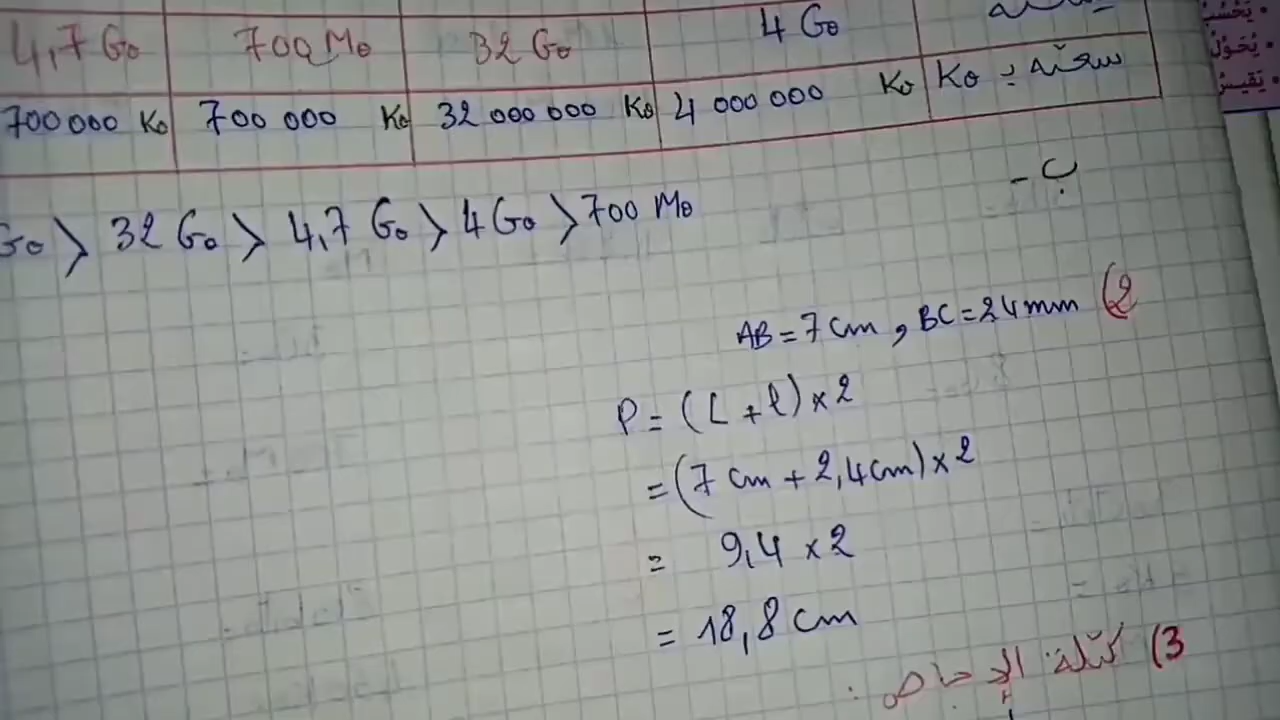 4,7 Go 700 Mo 32 Go 4 Go
700 000 Ko 700 000 Ko 32 000 000 Ko 4 000 000 Ko سعته بـ Ko
ب -
Go > 32 Go > 4,7 Go > 4 Go > 700 Mo
2) AB = 7 cm , BC = 24 mm
P = (L + l) × 2
= (7 cm + 2,4 cm) × 2
= 9,4 × 2
= 18,8 cm
3) كتلة الإجاص :